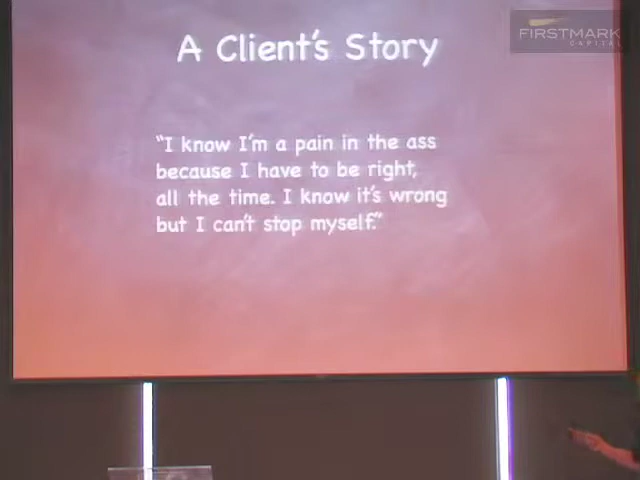 FIRSTMARK
CAPITAL
A Client's Story
"I know I'm a pain in the ass
because I have to be right,
all the time. I know it's wrong
but I can't stop myself."